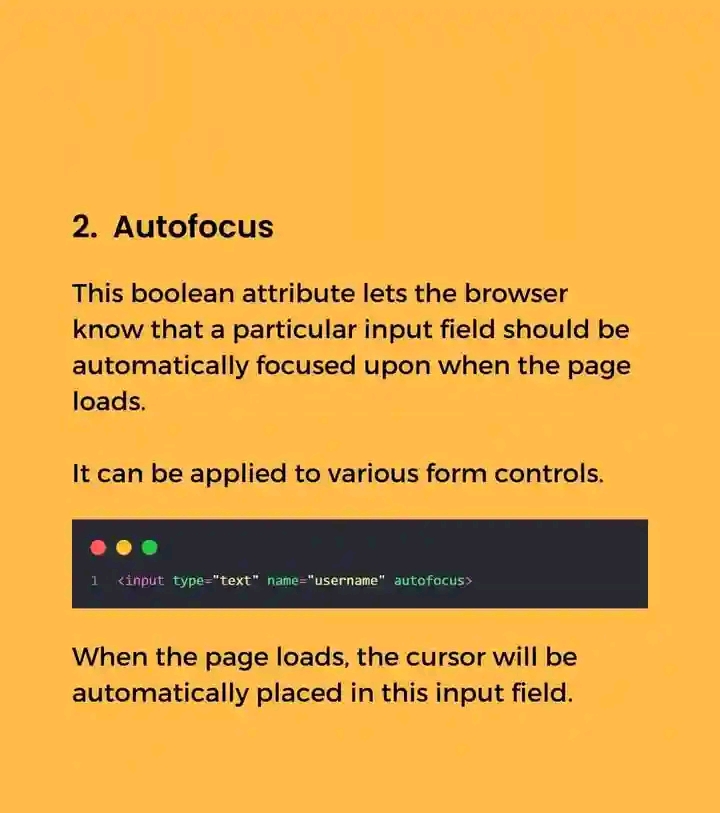 2. Autofocus
This boolean attribute lets the browser
know that a particular input field should be
automatically focused upon when the page
loads.
It can be applied to various form controls.
1 <input type="text" name="username" autofocus>
When the page loads, the cursor will be
automatically placed in this input field.